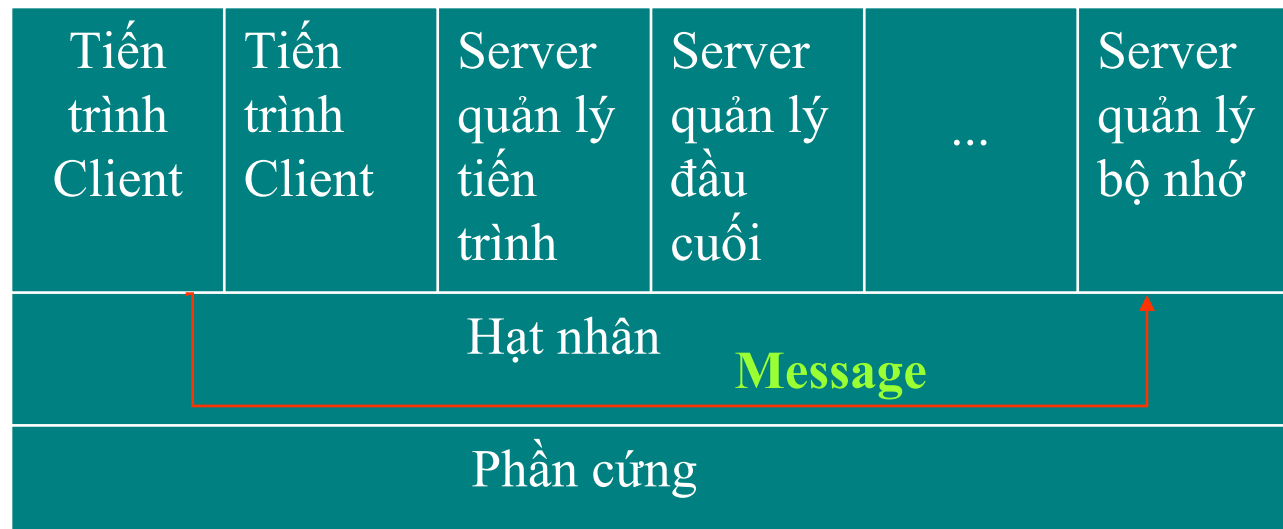 Tiến
trình
Client
Tiến
trình
Client
Server
quản lý
tiến
trình
Server
quản lý
đầu
cuối
...
Server
quản lý
bộ nhớ
Hạt nhân
Message
Phần cứng